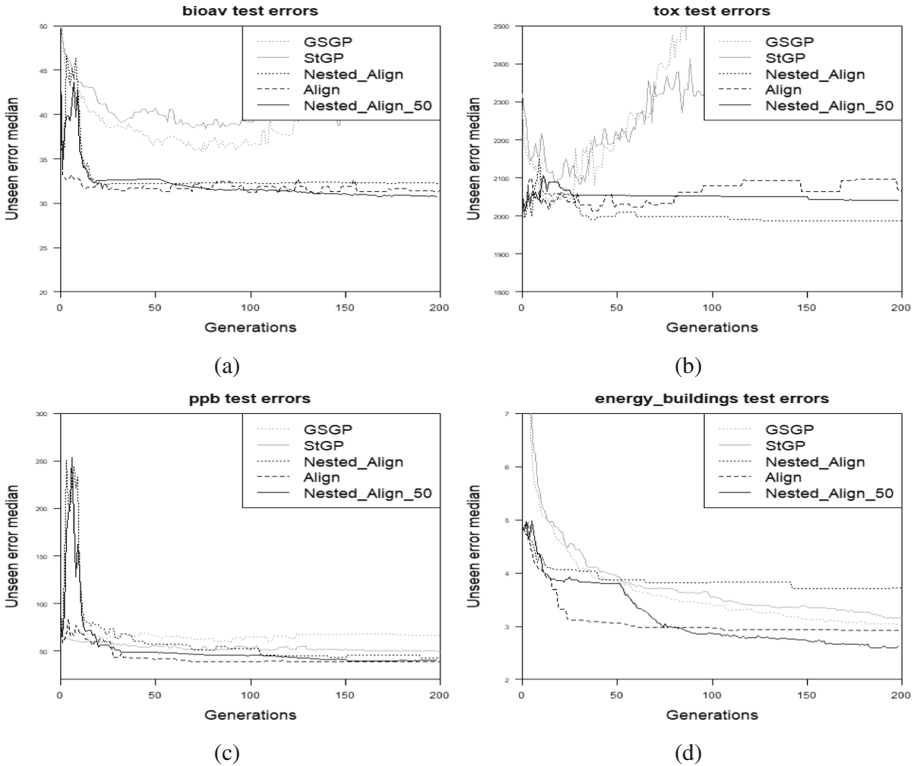 bioav test errors
Unseen error median
50
45
40
35
30
25
20
GSGP
StGP
Nested_Align
Align
Nested_Align_50
0 50 100 150 200
Generations
(a)
tox test errors
Unseen error median
2500
2400
2300
2200
2100
2000
1900
1800
GSGP
StGP
Nested_Align
Align
Nested_Align_50
0 50 100 150 200
Generations
(b)
ppb test errors
Unseen error median
300
250
200
150
100
50
GSGP
StGP
Nested_Align
Align
Nested_Align_50
0 50 100 150 200
Generations
(c)
energy_buildings test errors
Unseen error median
7
6
5
4
3
2
GSGP
StGP
Nested_Align
Align
Nested_Align_50
0 50 100 150 200
Generations
(d)